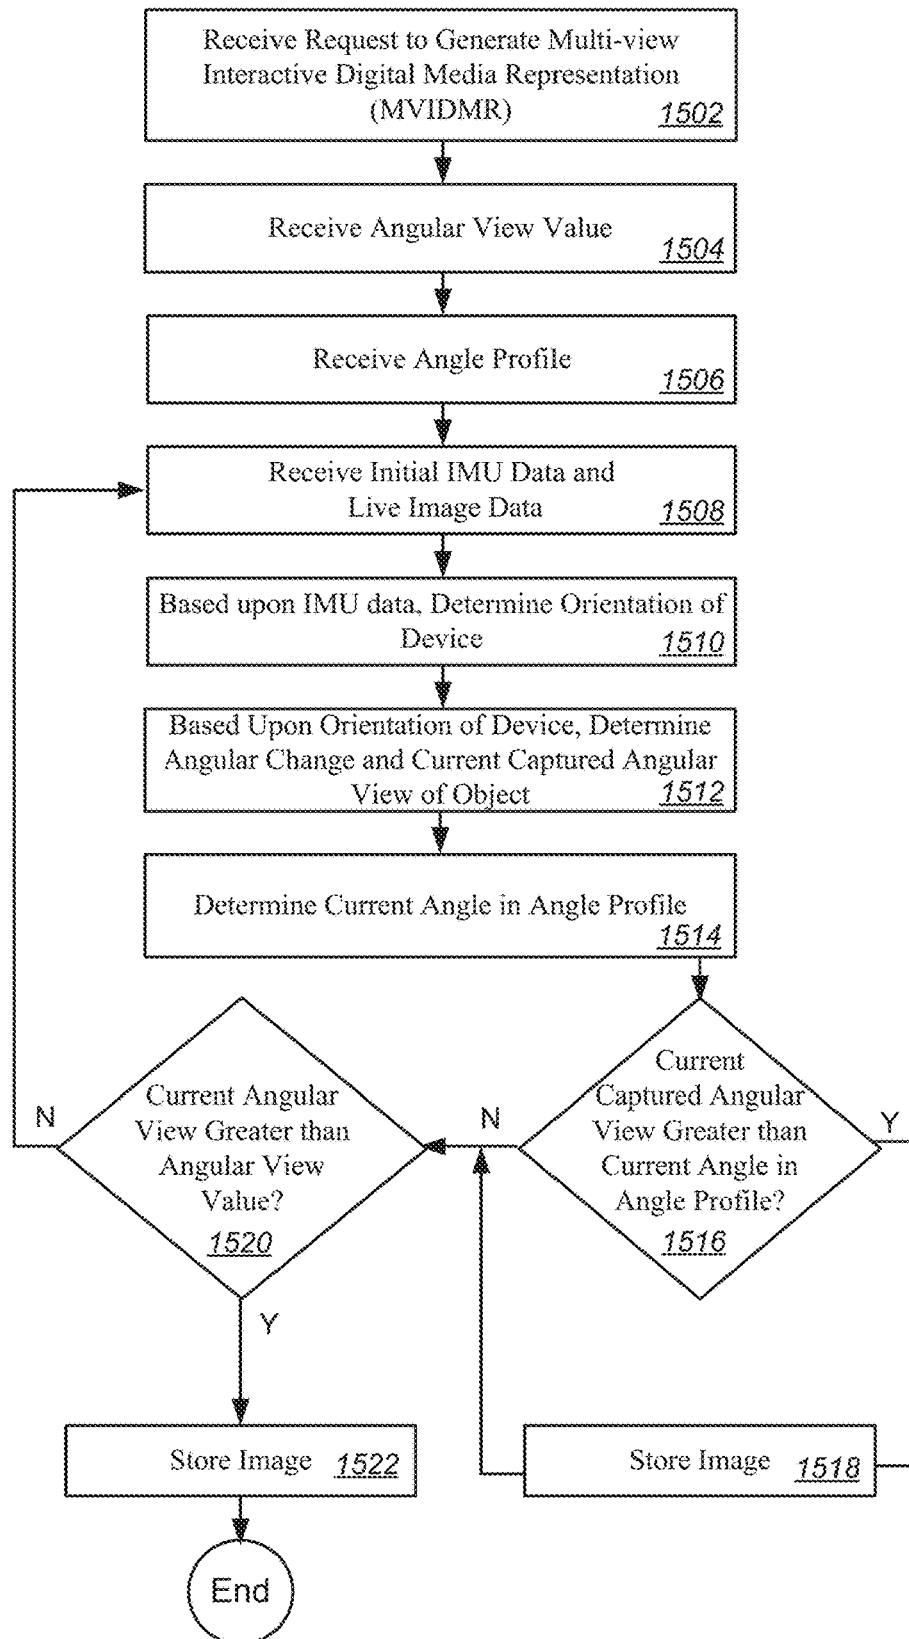 Receive Request to Generate Multi-view
Interactive Digital Media Representation
(MVIDMR) 1502
Receive Angular View Value
1504
Receive Angle Profile
1506
Receive Initial IMU Data and
Live Image Data 1508
Based upon IMU data, Determine Orientation of
Device 1510
Based Upon Orientation of Device, Determine
Angular Change and Current Captured Angular
View of Object 1512
Determine Current Angle in Angle Profile
1514
Current
Captured Angular
View Greater than
Current Angle in
Angle Profile?
1516
Y
N
Current Angular
View Greater than
Angular View
Value?
1520
N
Y
Store Image 1522
Store Image 1518
End